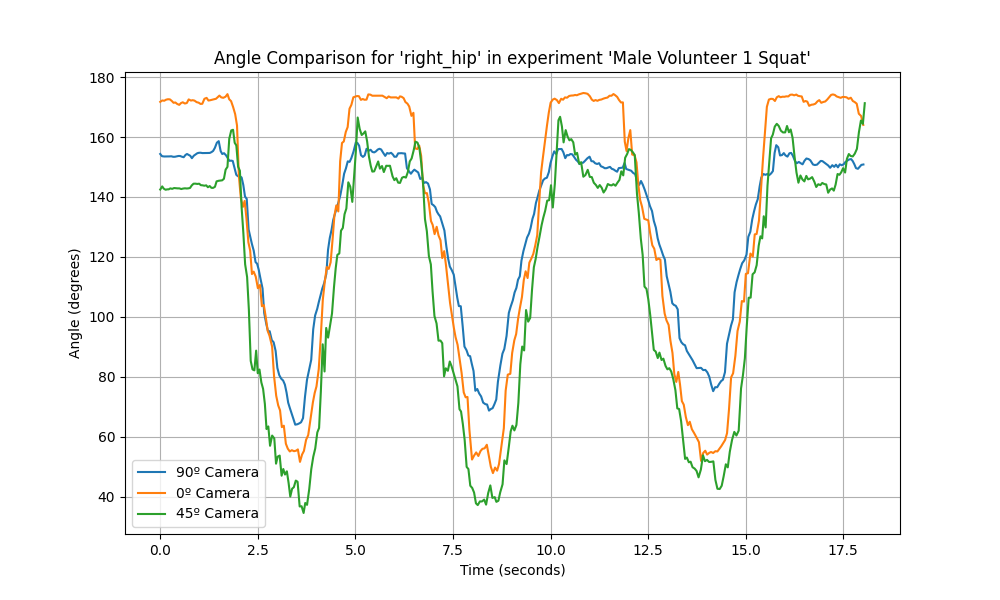 Angle Comparison for 'right_hip' in experiment 'Male Volunteer 1 Squat'
180
160
140
120
100
80
60
40
Angle (degrees)
90º Camera
0º Camera
45º Camera
0.0 2.5 5.0 7.5 10.0 12.5 15.0 17.5
Time (seconds)